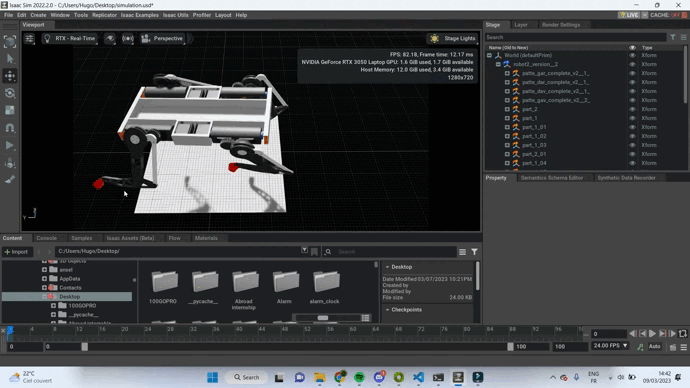 Isaac Sim 2022.2.0 - C:/Users/Hugo/Desktop/simulation.usd*
File Edit Create Window Tools Replicator Isaac Examples Isaac Utils Profiler Layout Help
LIVE CACHE:
Viewport
RTX - Real-Time Perspective Stage Lights
FPS: 82.18, Frame time: 12.17 ms
NVIDIA GeForce RTX 3050 Laptop GPU: 1.6 GiB used, 1.7 GiB available
Host Memory: 12.0 GiB used, 3.4 GiB available
1280x720
Z
Y
Stage Layer Render Settings
Search
Name (Old to New) Type
World (defaultPrim) Xform
robot2_version__2 Xform
patte_gar_complete_v2__1_ Xform
patte_dav_complete_v2__1_ Xform
patte_dar_complete_v2__1_ Xform
patte_gav_complete_v2__2_ Xform
part_2 Xform
part_1 Xform
part_1_01 Xform
part_1_02 Xform
part_1_03 Xform
part_2_01 Xform
part_1_04 Xform
Property Semantics Schema Editor Synthetic Data Recorder
Content Console Samples Isaac Assets (Beta) Flow Materials
Import C:/Users/Hugo/Desktop/ Search
3D Objects
ansel
AppData
Contacts
Desktop
100GOPRO
__pycache__
Abroad internship
100GOPRO
__pycache__
Abroad internship
Alarm
alarm_clock
Desktop
Date Modified 03/07/2023 10:21PM
Created by
Modified by
File size 24.00 KB
Checkpoints
0 4 8 12 16 20 24 28 32 36 40 44 48 52 56 60 64 68 72 76 80 84 88 92 96
0
0 0 100 100 24.00 FPS Auto
22°C
Ciel couvert
Search
ENG
FR
14:42
09/03/2023